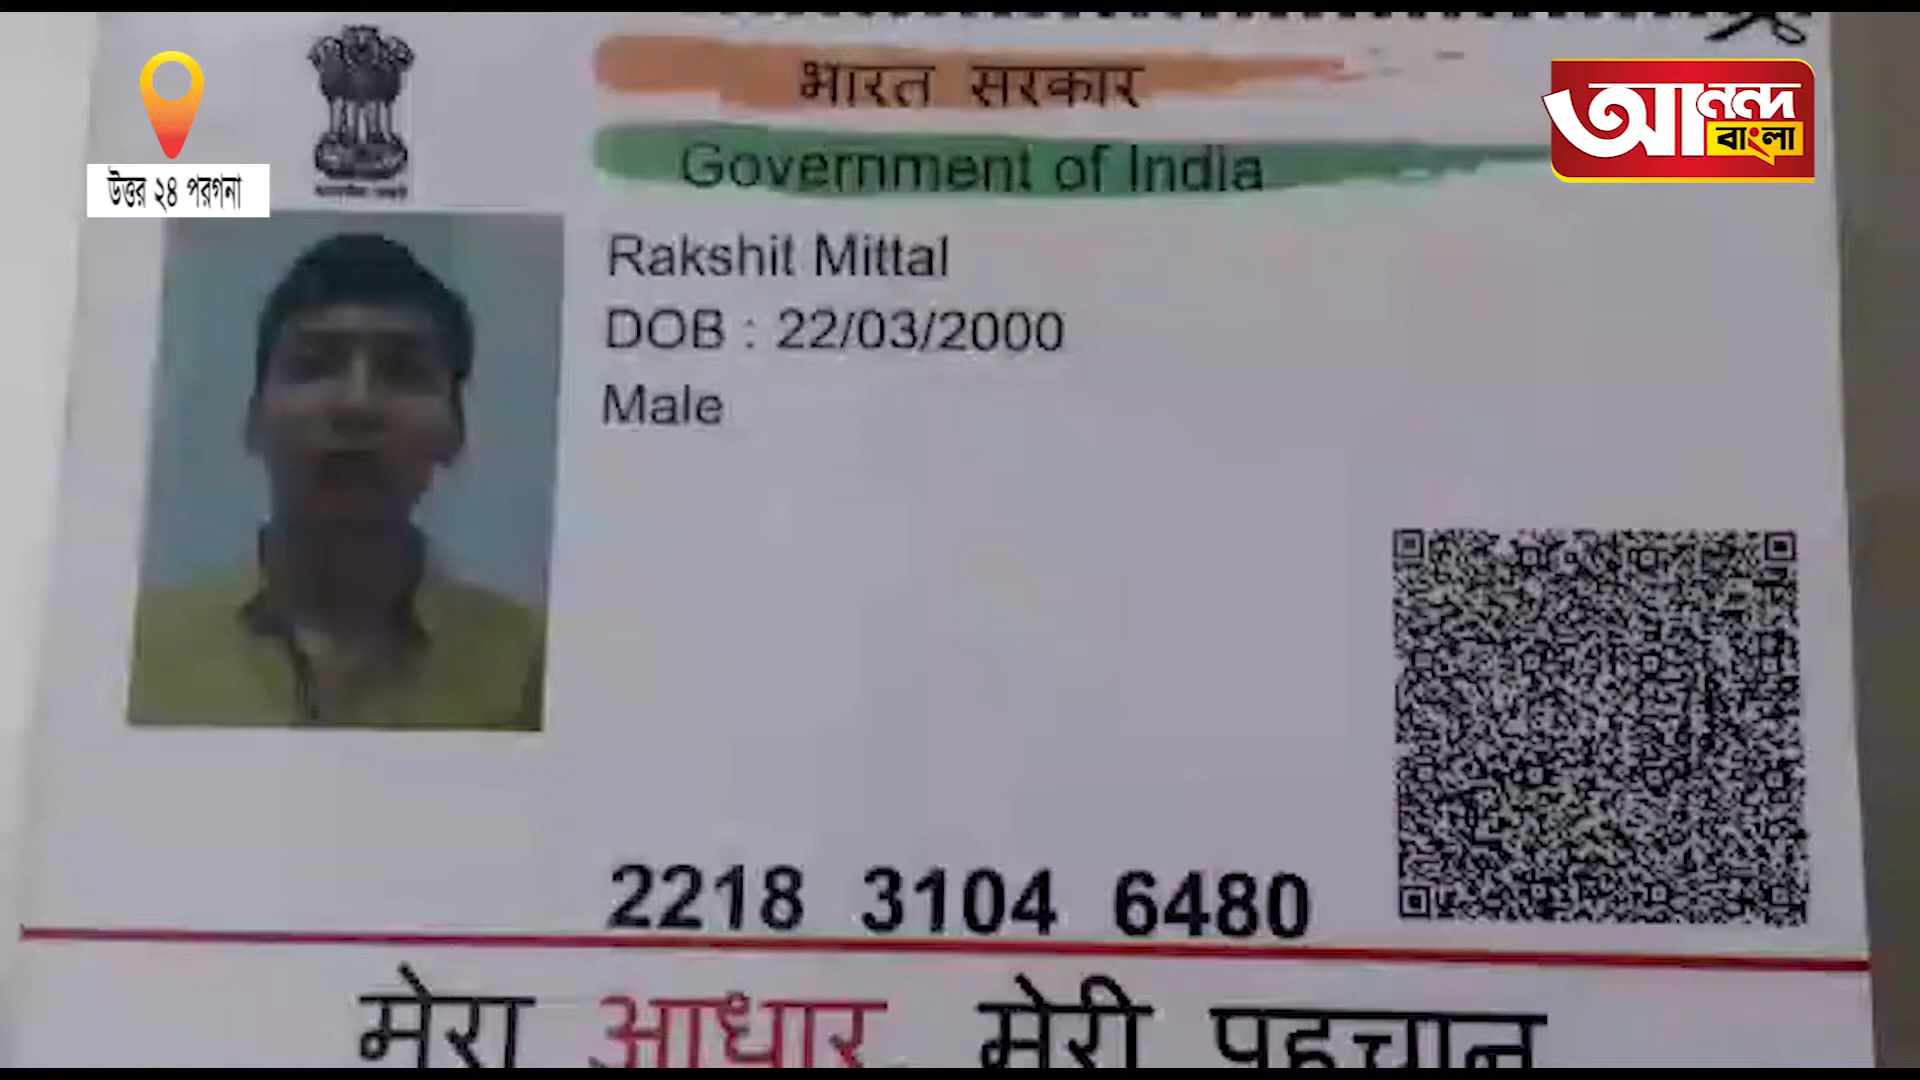 भारत सरकार
Government of India
উত্তর ২৪ পরগনা
আনন্দ
বাংলা
Rakshit Mittal
DOB : 22/03/2000
Male
2218 3104 6480
मेरा आधार मेरी पहचान